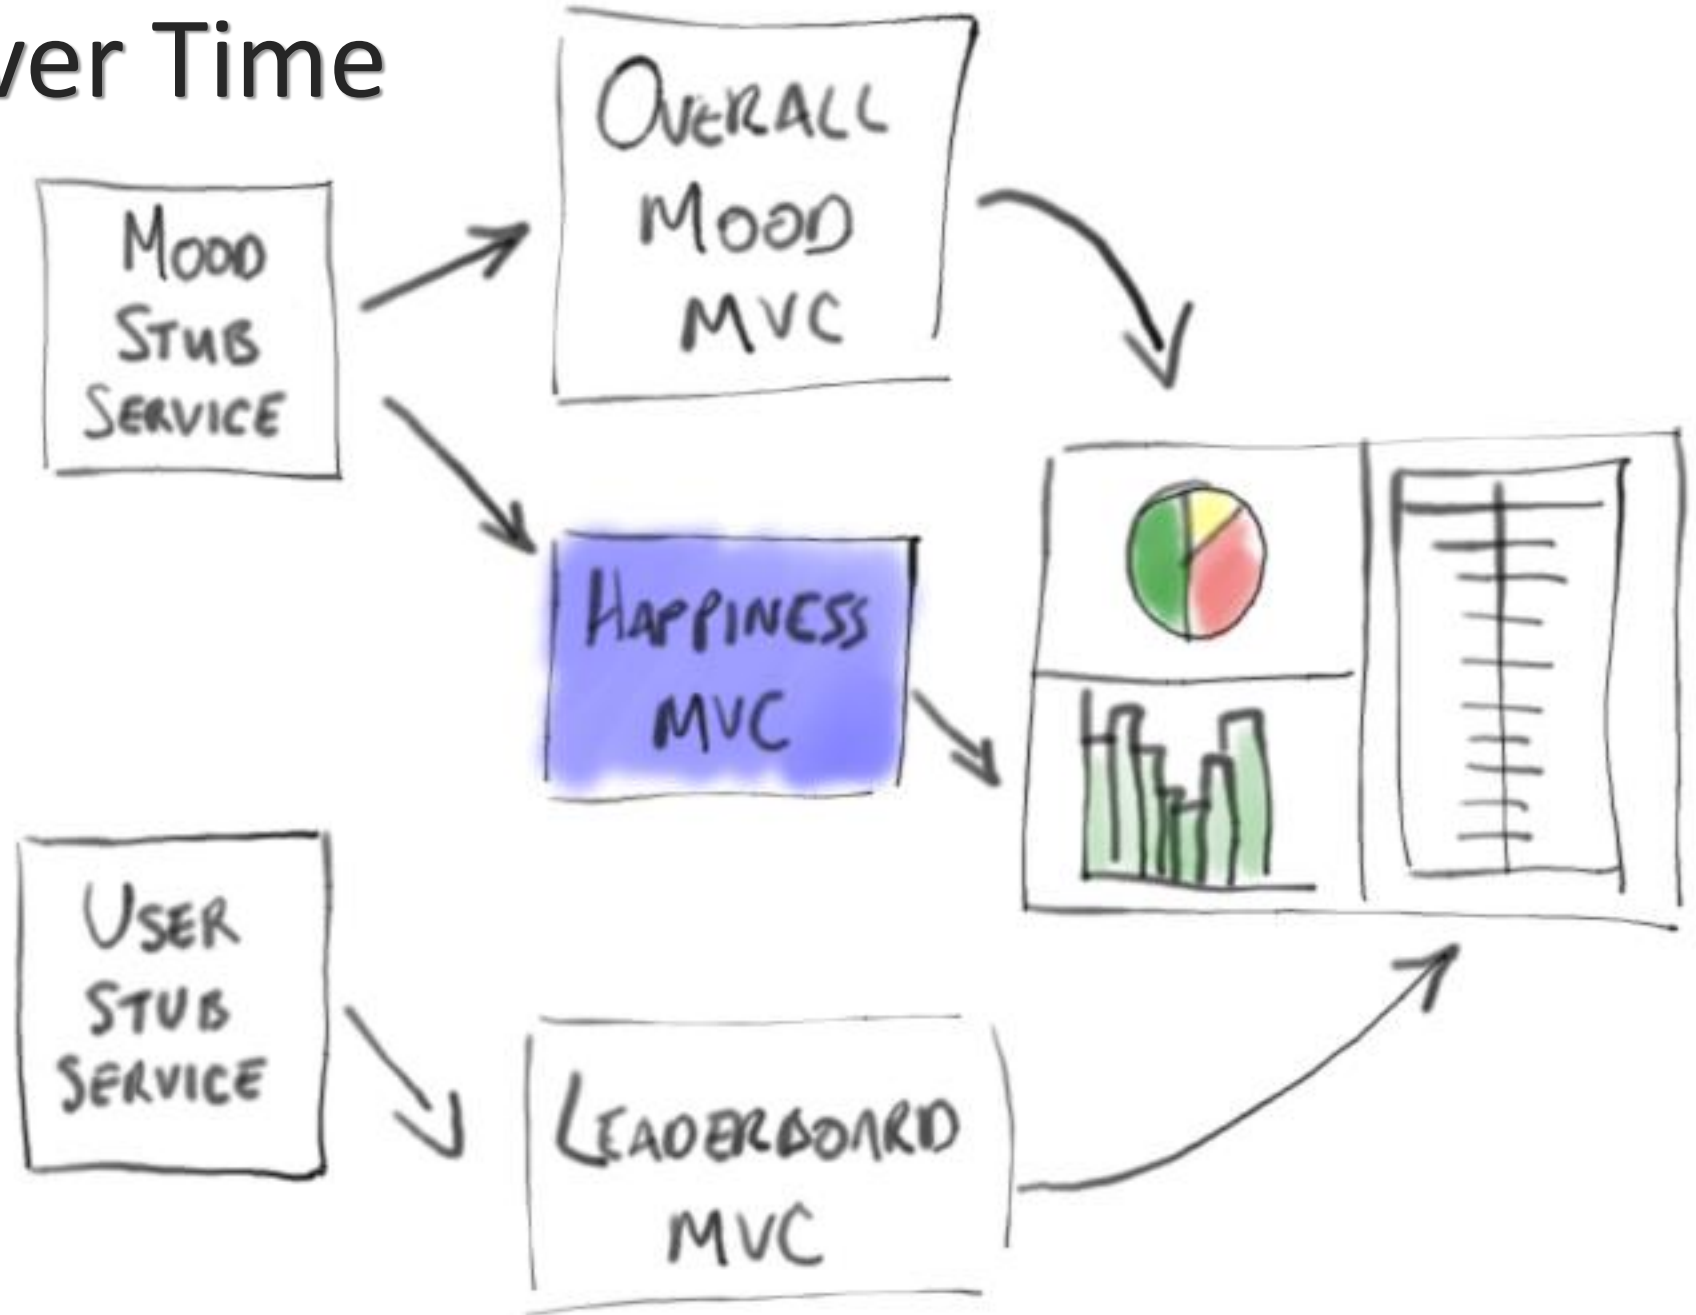 ver Time
OVERALL
MOOD
MVC
MOOD
STUB
SERVICE
HAPPINESS
MVC
USER
STUB
SERVICE
LEADERBOARD
MVC